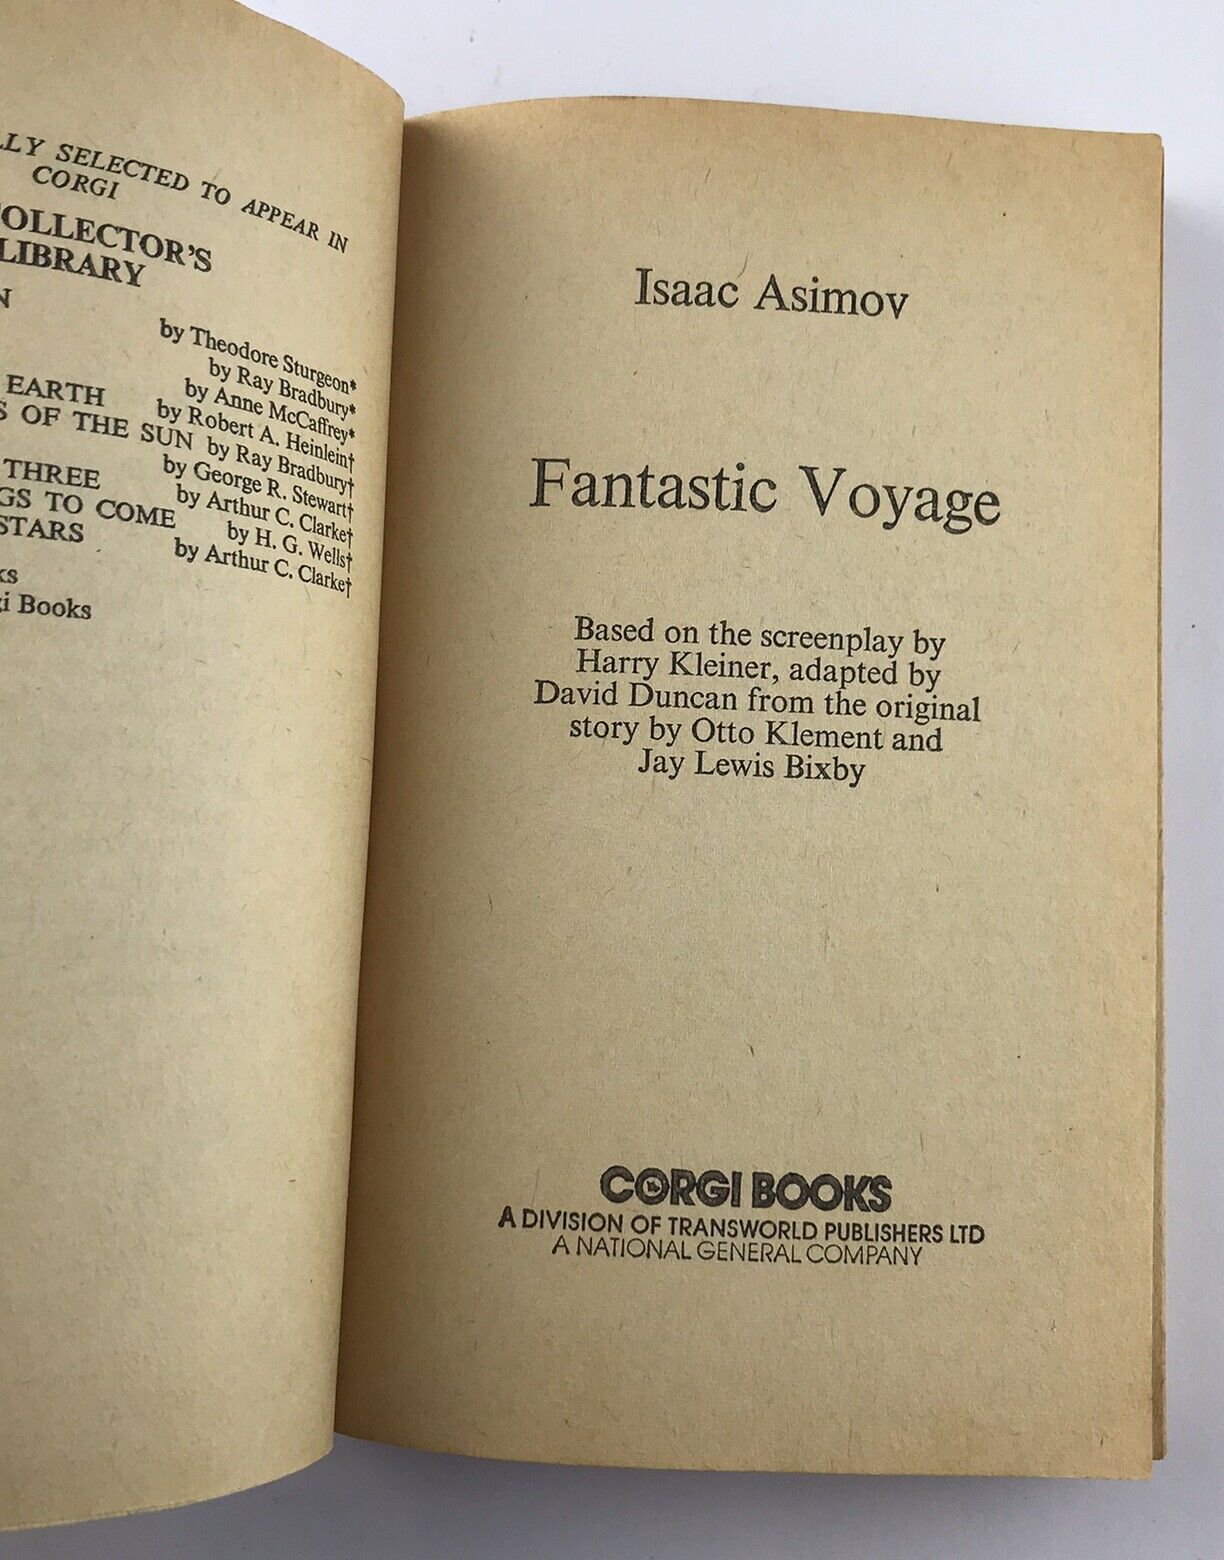 SELECTED TO APPEAR IN
CORGI
COLLECTOR'S
LIBRARY
by Theodore Sturgeon*
by Ray Bradbury*
by Anne McCaffrey*
EARTH by Robert A. Heinlein†
OF THE SUN by Ray Bradbury†
by George R. Stewart†
THREE by Arthur C. Clarke†
TO COME by H. G. Wells†
STARS by Arthur C. Clarke†
Books
Isaac Asimov
Fantastic Voyage
Based on the screenplay by
Harry Kleiner, adapted by
David Duncan from the original
story by Otto Klement and
Jay Lewis Bixby
CORGI BOOKS
A DIVISION OF TRANSWORLD PUBLISHERS LTD
A NATIONAL GENERAL COMPANY